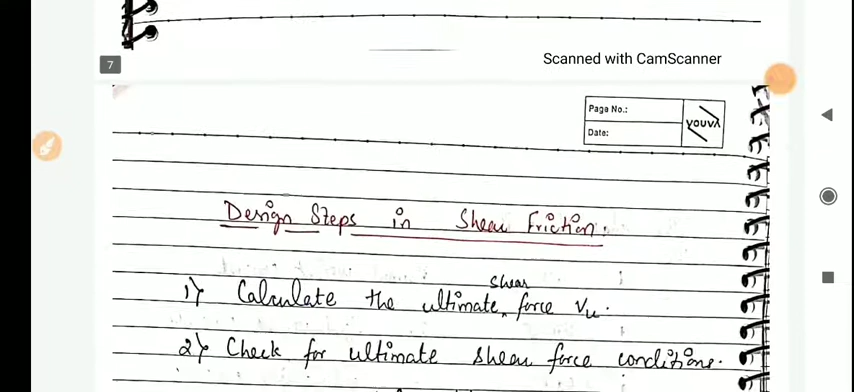 7
Scanned with CamScanner
Page No.:
Date:
YOUVA
Design Steps in Shear Friction.
1) Calculate the ultimate shear force Vu.
2) Check for ultimate shear force conditions.